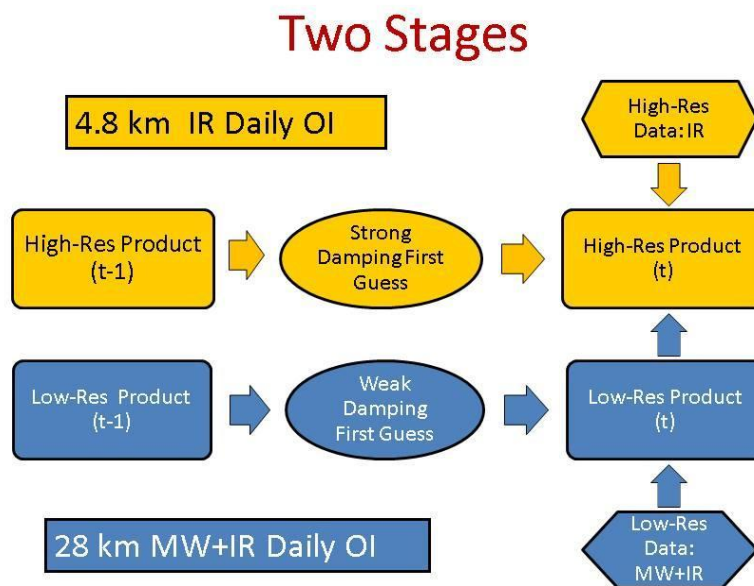 Two Stages
4.8 km IR Daily OI
High-Res
Data: IR
High-Res Product
(t-1)
Strong
Damping First
Guess
High-Res Product
(t)
Low-Res Product
(t-1)
Weak
Damping
First Guess
Low-Res Product
(t)
28 km MW+IR Daily OI
Low-Res
Data:
MW+IR